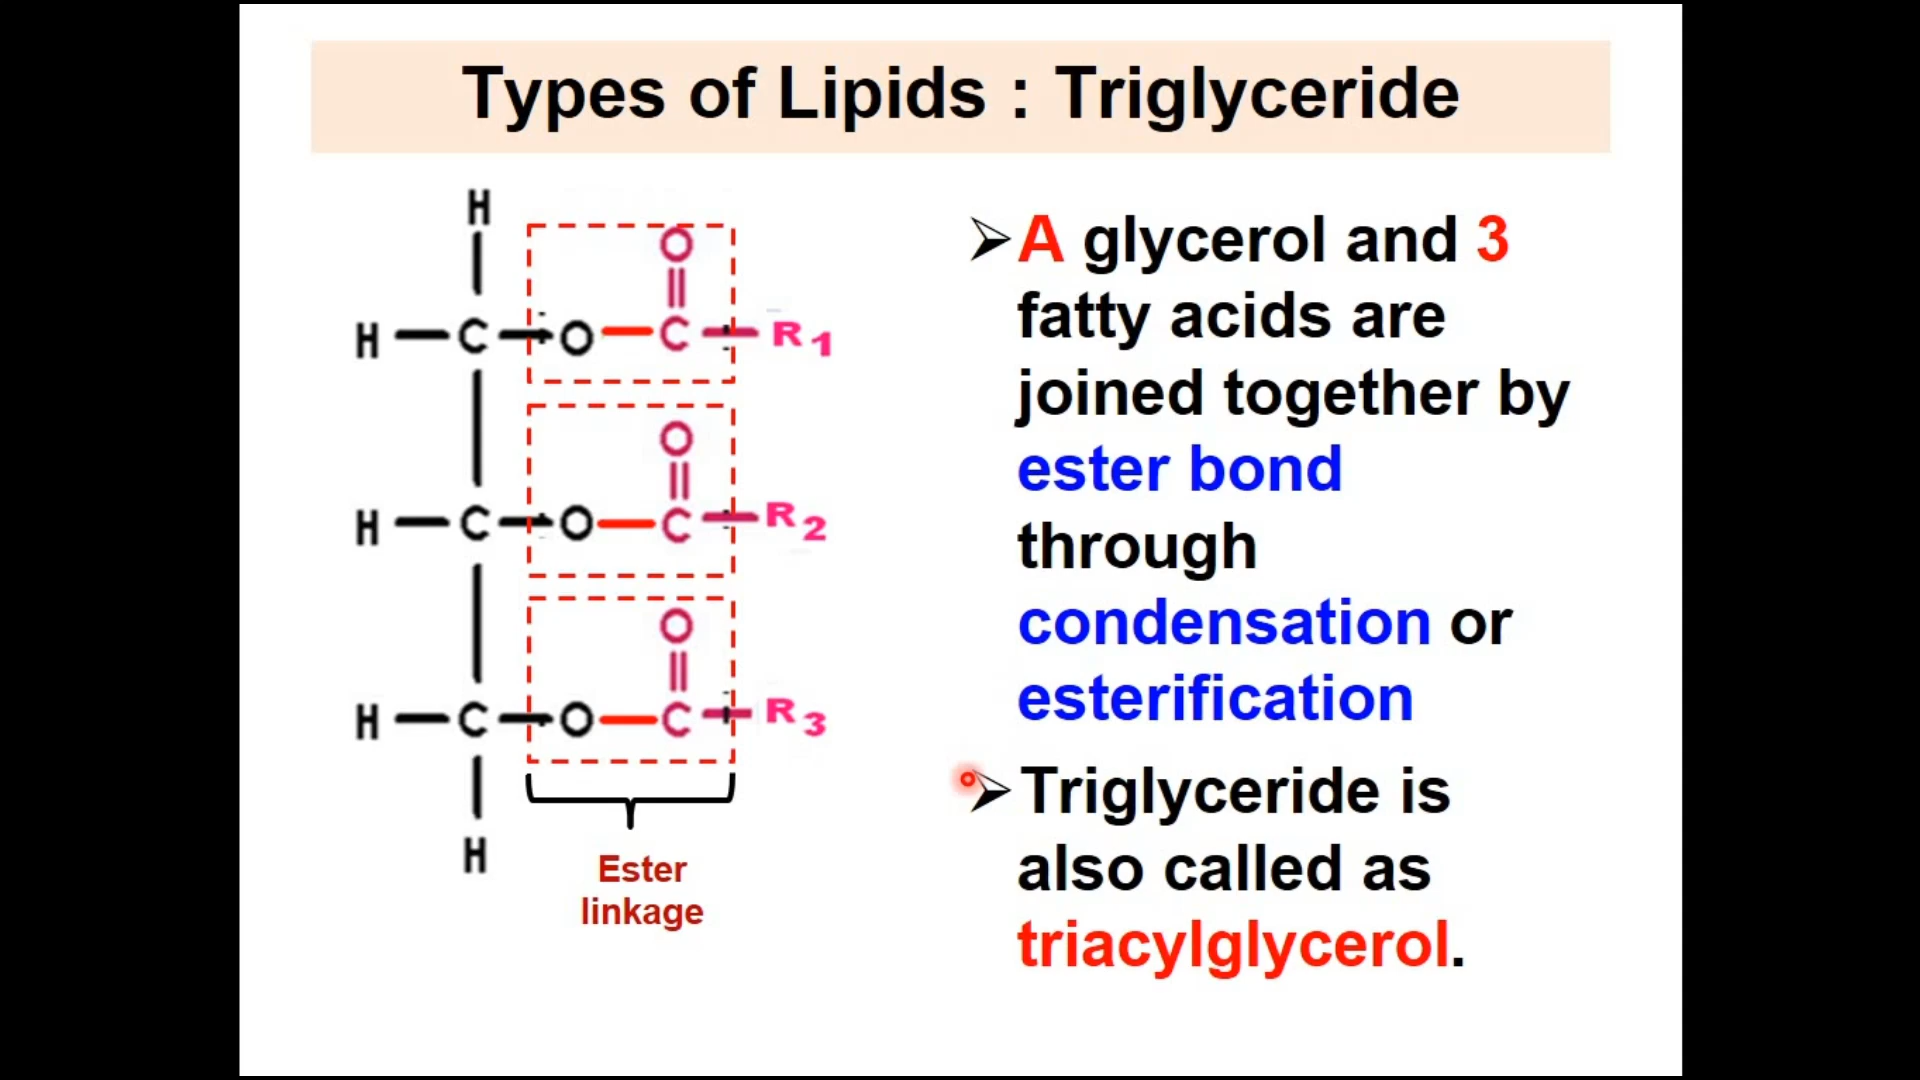 Types of Lipids : Triglyceride
H
O
H C O C R1
O
H C O C R2
O
H C O C R3
H
Ester
linkage
A glycerol and 3
fatty acids are
joined together by
ester bond
through
condensation or
esterification
Triglyceride is
also called as
triacylglycerol.